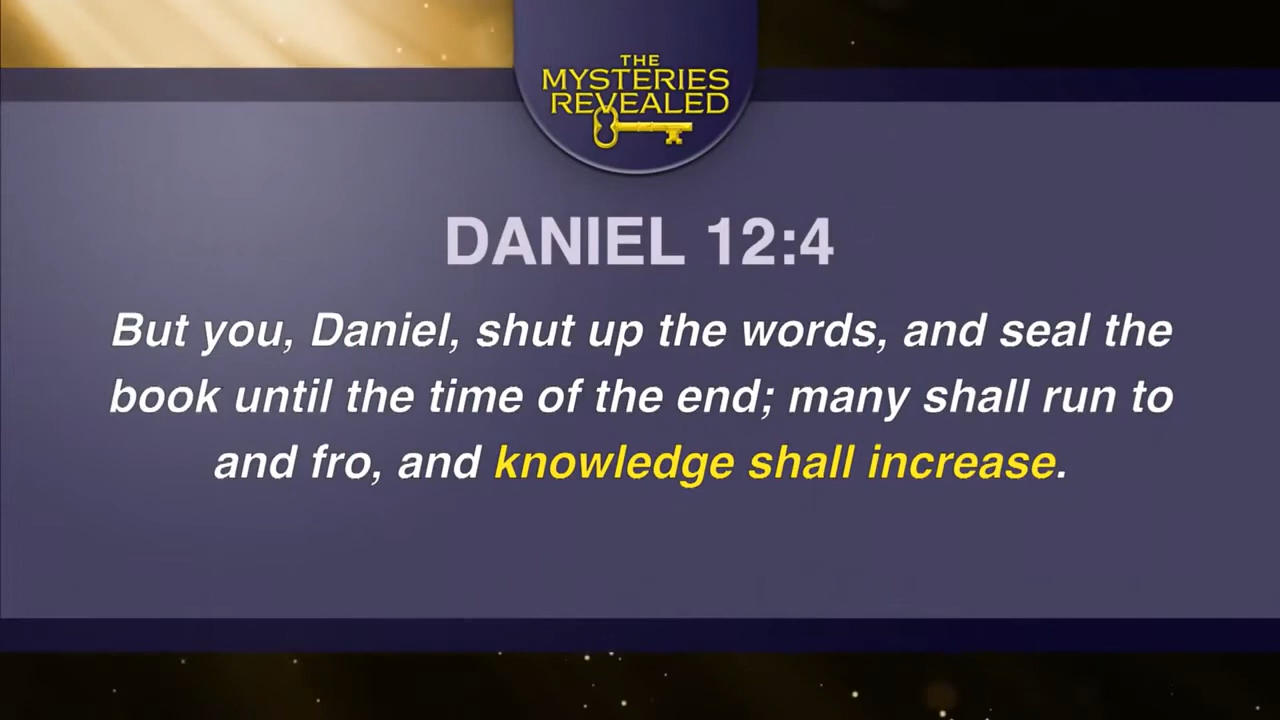 THE
MYSTERIES
REVEALED
DANIEL 12:4
But you, Daniel, shut up the words, and seal the
book until the time of the end; many shall run to
and fro, and knowledge shall increase.